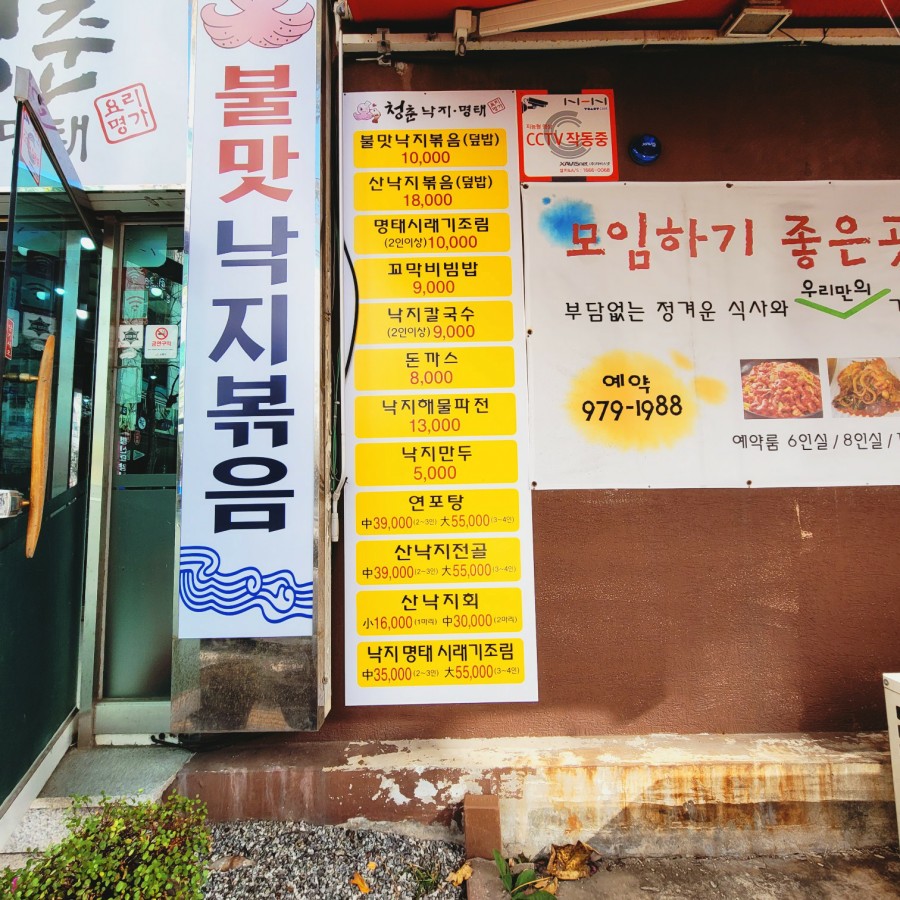 요리
명가
불맛낙지볶음
청춘 낙지·명태
불맛낙지볶음(덮밥)
10,000
산낙지볶음(덮밥)
18,000
명태시래기조림
(2인이상)10,000
꼬막비빔밥
9,000
낙지칼국수
(2인이상)9,000
돈까스
8,000
낙지해물파전
13,000
낙지만두
5,000
연포탕
中39,000(2~3인) 大55,000(3~4인)
산낙지전골
中39,000(2~3인) 大55,000(3~4인)
산낙지회
小16,000(1마리) 中30,000(2마리)
낙지 명태 시래기조림
中35,000(2~3인) 大55,000(3~4인)
CCTV 작동중
XAVISnet
모임하기 좋은
부담없는 정겨운 식사와
우리만의
예약
979-1988
예약룸 6인실 / 8인실 /